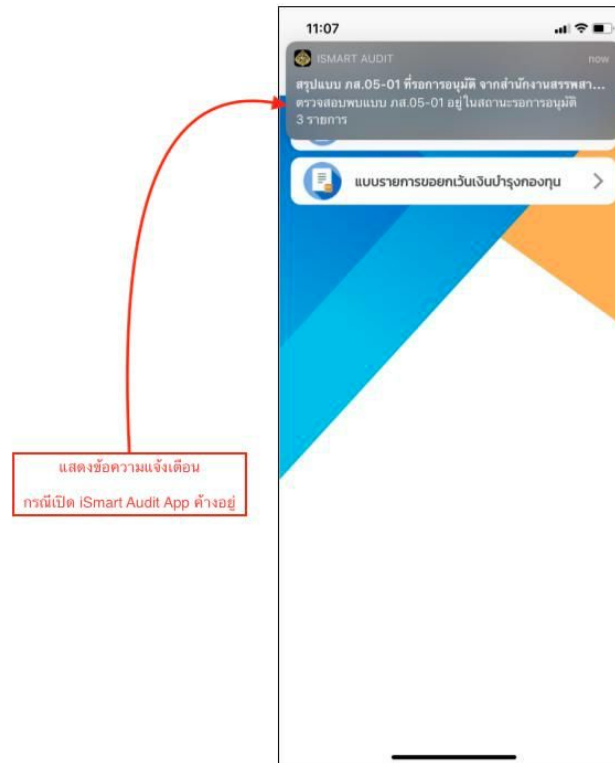 11:07
ISMART AUDIT now
สรุปแบบ ภส.05-01 ที่รอการอนุมัติ จากสำนักงานสรรพสา...
ตรวจสอบพบแบบ ภส.05-01 อยู่ในสถานะรอการอนุมัติ
3 รายการ
แบบรายการขอยกเว้นเงินบำรุงกองทุน
แสดงข้อความแจ้งเตือน
กรณีเปิด iSmart Audit App ค้างอยู่